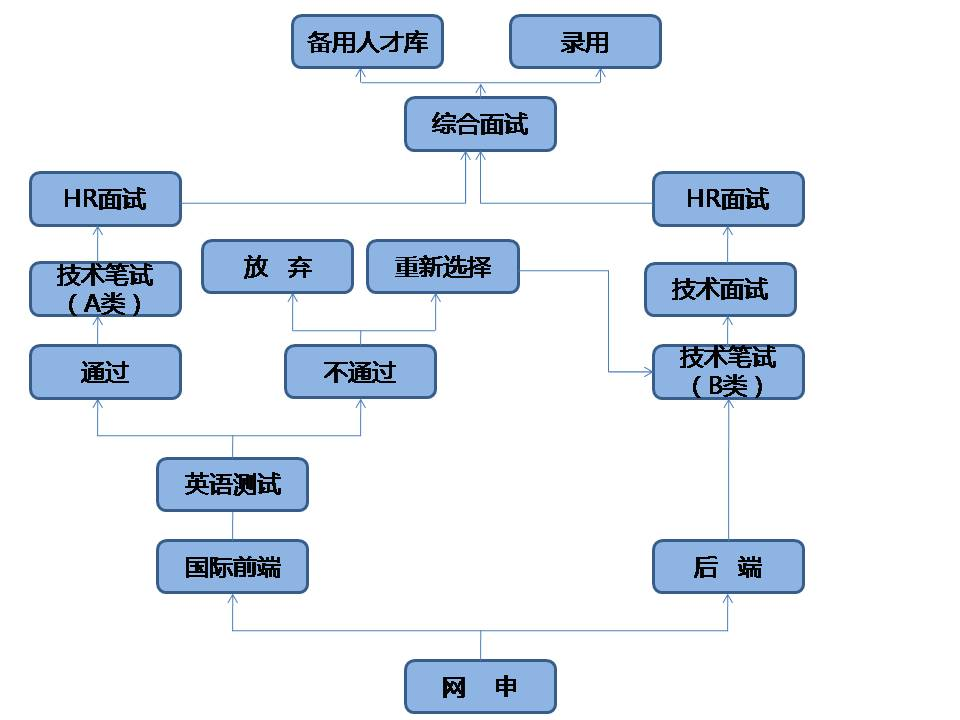 备用人才库
录用
综合面试
HR面试
HR面试
放 弃
重新选择
技术笔试
（A类）
技术面试
通过
不通过
技术笔试
（B类）
英语测试
国际前端
后 端
网 申